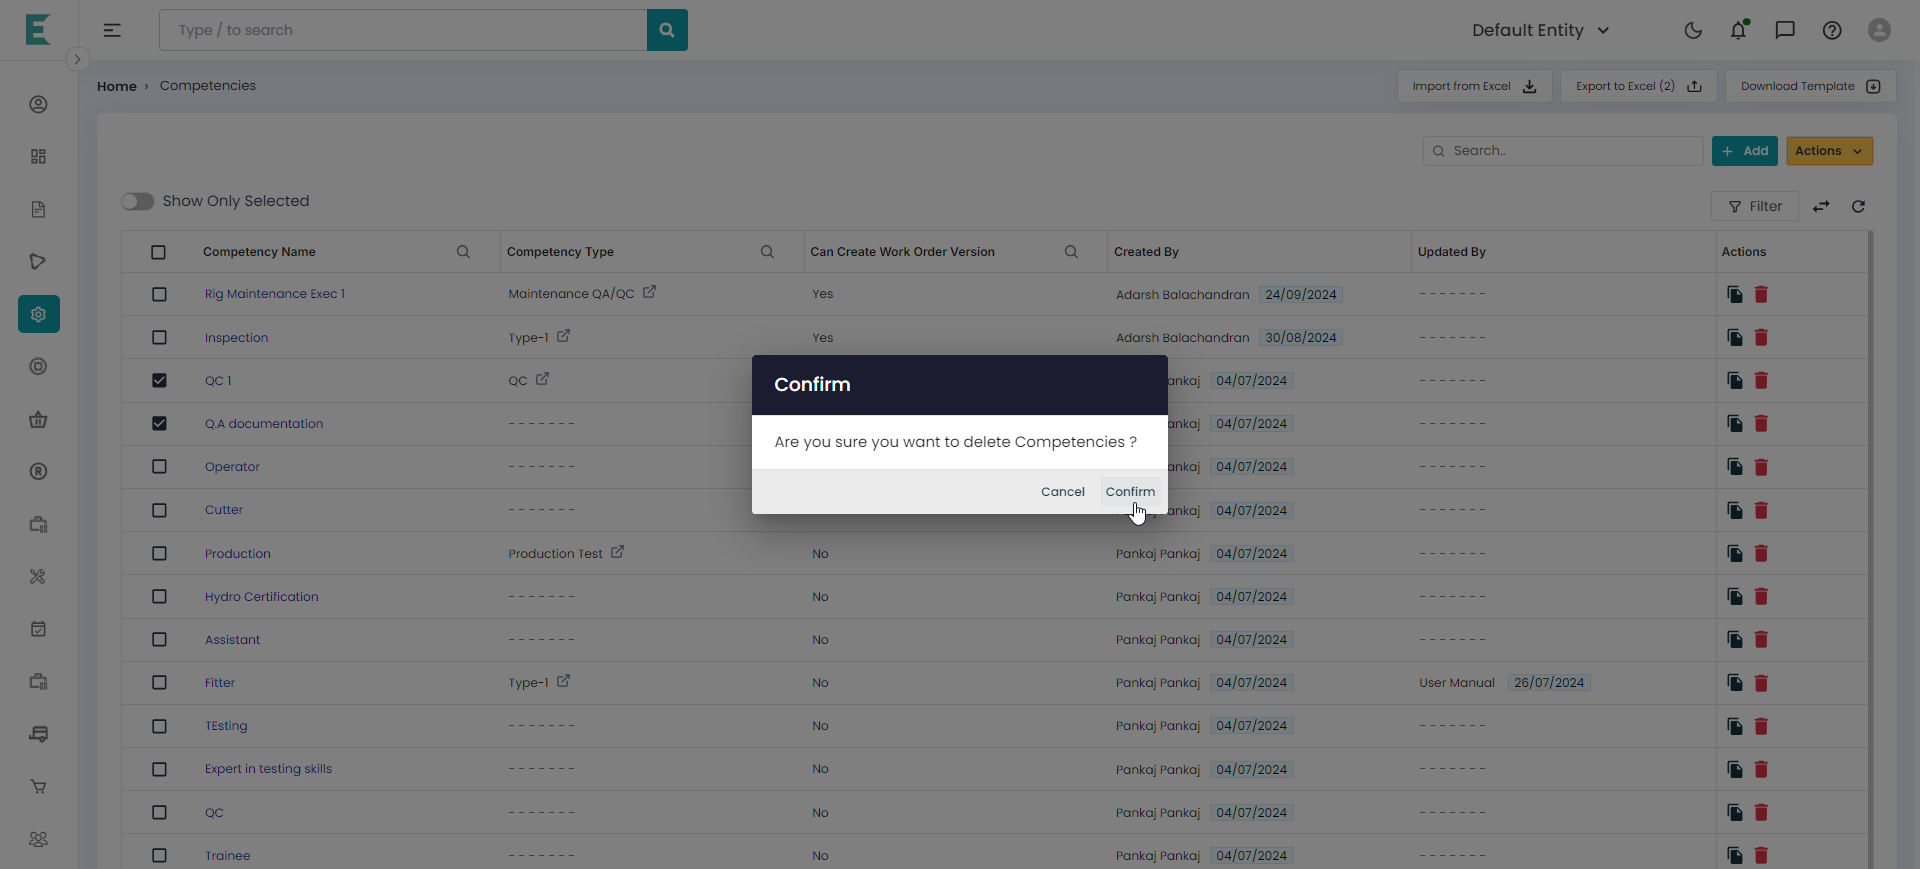 Type / to search
Default Entity
Home › Competencies
Import from Excel
Export to Excel (2)
Download Template
Search..
+ Add
Actions
Show Only Selected
Filter
Competency Name Competency Type Can Create Work Order Version Created By Updated By Actions
Rig Maintenance Exec 1 Maintenance QA/QC Yes Adarsh Balachandran 24/09/2024 - - - - - - -
Inspection Type-1 Yes Adarsh Balachandran 30/08/2024 - - - - - - -
QC 1 QC ankaj 04/07/2024 - - - - - - -
Q.A documentation - - - - - - - ankaj 04/07/2024 - - - - - - -
Operator - - - - - - - ankaj 04/07/2024 - - - - - - -
Cutter - - - - - - - ankaj 04/07/2024 - - - - - - -
Production Production Test No Pankaj Pankaj 04/07/2024 - - - - - - -
Hydro Certification - - - - - - - No Pankaj Pankaj 04/07/2024 - - - - - - -
Assistant - - - - - - - No Pankaj Pankaj 04/07/2024 - - - - - - -
Fitter Type-1 No Pankaj Pankaj 04/07/2024 User Manual 26/07/2024
TEsting - - - - - - - No Pankaj Pankaj 04/07/2024 - - - - - - -
Expert in testing skills - - - - - - - No Pankaj Pankaj 04/07/2024 - - - - - - -
QC - - - - - - - No Pankaj Pankaj 04/07/2024 - - - - - - -
Trainee - - - - - - - No Pankaj Pankaj 04/07/2024 - - - - - - -
Confirm
Are you sure you want to delete Competencies ?
Cancel Confirm